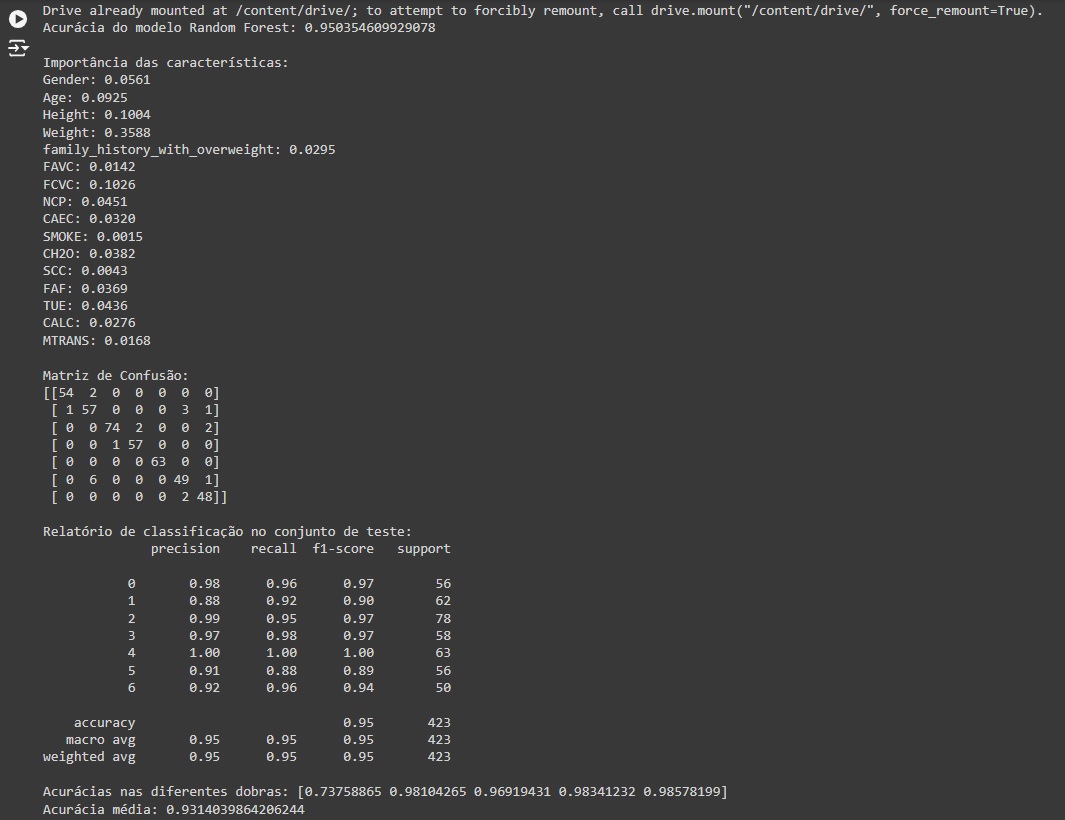 Drive already mounted at /content/drive/; to attempt to forcibly remount, call drive.mount("/content/drive/", force_remount=True).
Acurácia do modelo Random Forest: 0.950354609929078
Importância das características:
Gender: 0.0561
Age: 0.0925
Height: 0.1004
Weight: 0.3588
family_history_with_overweight: 0.0295
FAVC: 0.0142
FCVC: 0.1026
NCP: 0.0451
CAEC: 0.0320
SMOKE: 0.0015
CH2O: 0.0382
SCC: 0.0043
FAF: 0.0369
TUE: 0.0436
CALC: 0.0276
MTRANS: 0.0168
Matriz de Confusão:
[[54  2  0  0  0  0  0]
 [ 1 57  0  0  0  3  1]
 [ 0  0 74  2  0  0  2]
 [ 0  0  1 57  0  0  0]
 [ 0  0  0  0 63  0  0]
 [ 0  6  0  0  0 49  1]
 [ 0  0  0  0  0  2 48]]
Relatório de classificação no conjunto de teste:
              precision    recall  f1-score   support
           0       0.98      0.96      0.97        56
           1       0.88      0.92      0.90        62
           2       0.99      0.95      0.97        78
           3       0.97      0.98      0.97        58
           4       1.00      1.00      1.00        63
           5       0.91      0.88      0.89        56
           6       0.92      0.96      0.94        50
    accuracy                           0.95       423
   macro avg       0.95      0.95      0.95       423
weighted avg       0.95      0.95      0.95       423
Acurácias nas diferentes dobras: [0.73758865 0.98104265 0.96919431 0.98341232 0.98578199]
Acurácia média: 0.9314039864206244